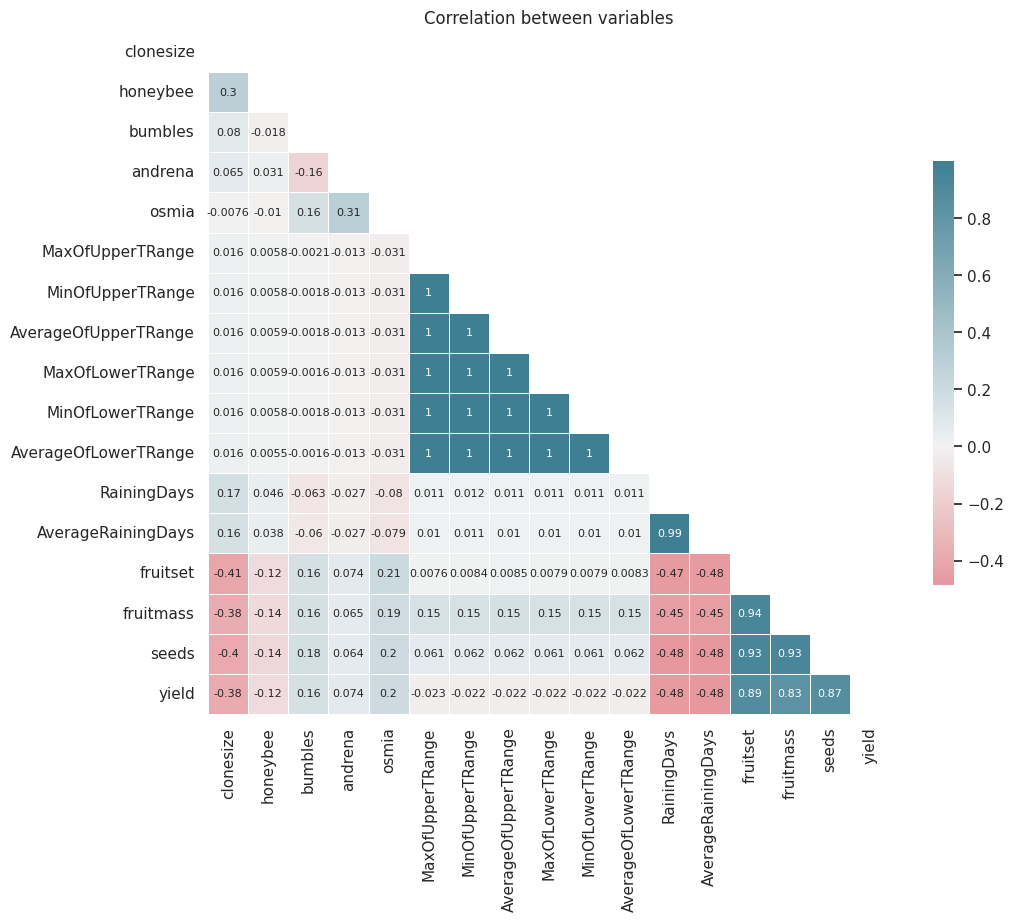 Correlation between variables
clonesize
honeybee 0.3
bumbles 0.08 -0.018
andrena 0.065 0.031 -0.16
osmia -0.0076 -0.01 0.16 0.31
MaxOfUpperTRange 0.016 0.0058 -0.0021 -0.013 -0.031
MinOfUpperTRange 0.016 0.0058 -0.0018 -0.013 -0.031 1
AverageOfUpperTRange 0.016 0.0059 -0.0018 -0.013 -0.031 1 1
MaxOfLowerTRange 0.016 0.0059 -0.0016 -0.013 -0.031 1 1 1
MinOfLowerTRange 0.016 0.0058 -0.0018 -0.013 -0.031 1 1 1 1
AverageOfLowerTRange 0.016 0.0055 -0.0016 -0.013 -0.031 1 1 1 1 1
RainingDays 0.17 0.046 -0.063 -0.027 -0.08 0.011 0.012 0.011 0.011 0.011 0.011
AverageRainingDays 0.16 0.038 -0.06 -0.027 -0.079 0.01 0.011 0.01 0.01 0.01 0.01 0.99
fruitset -0.41 -0.12 0.16 0.074 0.21 0.0076 0.0084 0.0085 0.0079 0.0079 0.0083 -0.47 -0.48
fruitmass -0.38 -0.14 0.16 0.065 0.19 0.15 0.15 0.15 0.15 0.15 0.15 -0.45 -0.45 0.94
seeds -0.4 -0.14 0.18 0.064 0.2 0.061 0.062 0.062 0.061 0.061 0.062 -0.48 -0.48 0.93 0.93
yield -0.38 -0.12 0.16 0.074 0.2 -0.023 -0.022 -0.022 -0.022 -0.022 -0.022 -0.48 -0.48 0.89 0.83 0.87
clonesize
honeybee
bumbles
andrena
osmia
MaxOfUpperTRange
MinOfUpperTRange
AverageOfUpperTRange
MaxOfLowerTRange
MinOfLowerTRange
AverageOfLowerTRange
RainingDays
AverageRainingDays
fruitset
fruitmass
seeds
yield
0.8
0.6
0.4
0.2
0.0
−0.2
−0.4